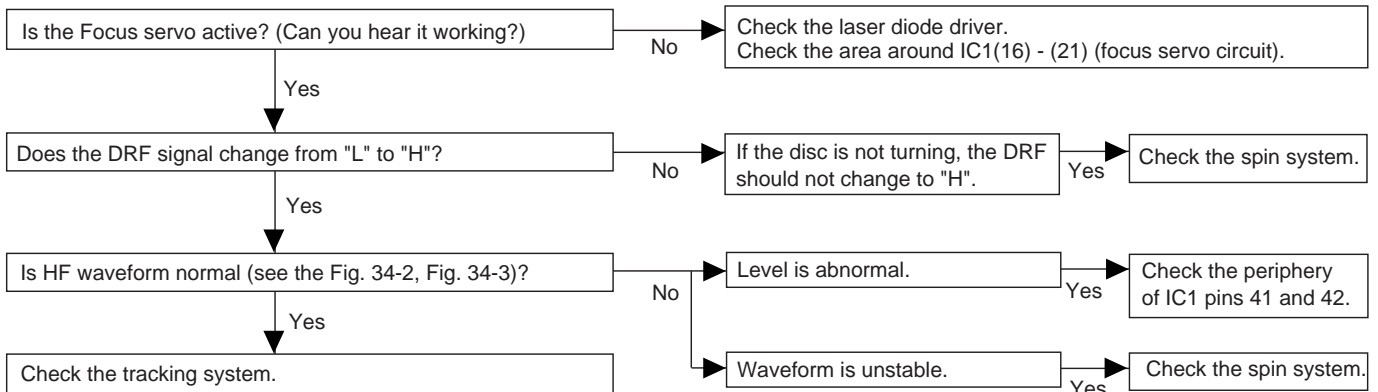 Is the Focus servo active? (Can you hear it working?)
No
Check the laser diode driver.
Check the area around IC1(16) - (21) (focus servo circuit).
Yes
Does the DRF signal change from "L" to "H"?
No
If the disc is not turning, the DRF
should not change to "H".
Yes
Check the spin system.
Yes
Is HF waveform normal (see the Fig. 34-2, Fig. 34-3)?
No
Level is abnormal.
Yes
Check the periphery
of IC1 pins 41 and 42.
Yes
Check the tracking system.
Waveform is unstable.
Yes
Check the spin system.